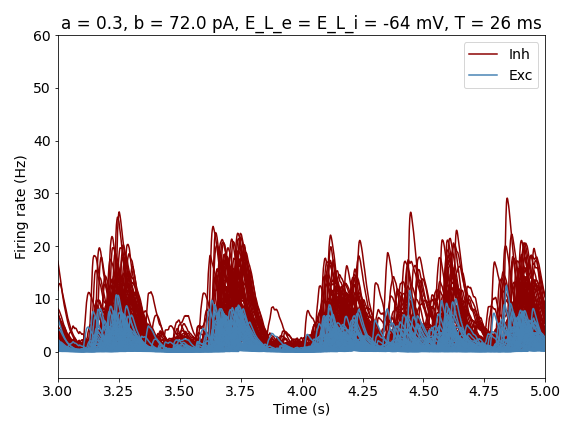 a = 0.3, b = 72.0 pA, E_L_e = E_L_i = -64 mV, T = 26 ms
Inh
Exc
60
50
40
30
20
10
0
Firing rate (Hz)
3.00 3.25 3.50 3.75 4.00 4.25 4.50 4.75 5.00
Time (s)